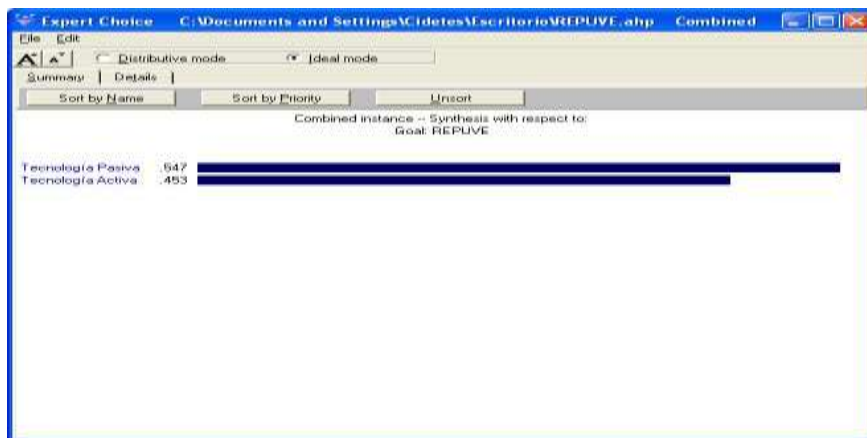 Expert Choice C:\Documents and Settings\Cidetes\Escritorio\REPUVE.ahp Combined
File Edit
A A Distributive mode Ideal mode
Summary Details
Sort by Name Sort by Priority Unsort
Combined instance -- Synthesis with respect to:
Goal: REPUVE
Tecnología Pasiva .547
Tecnología Activa .453